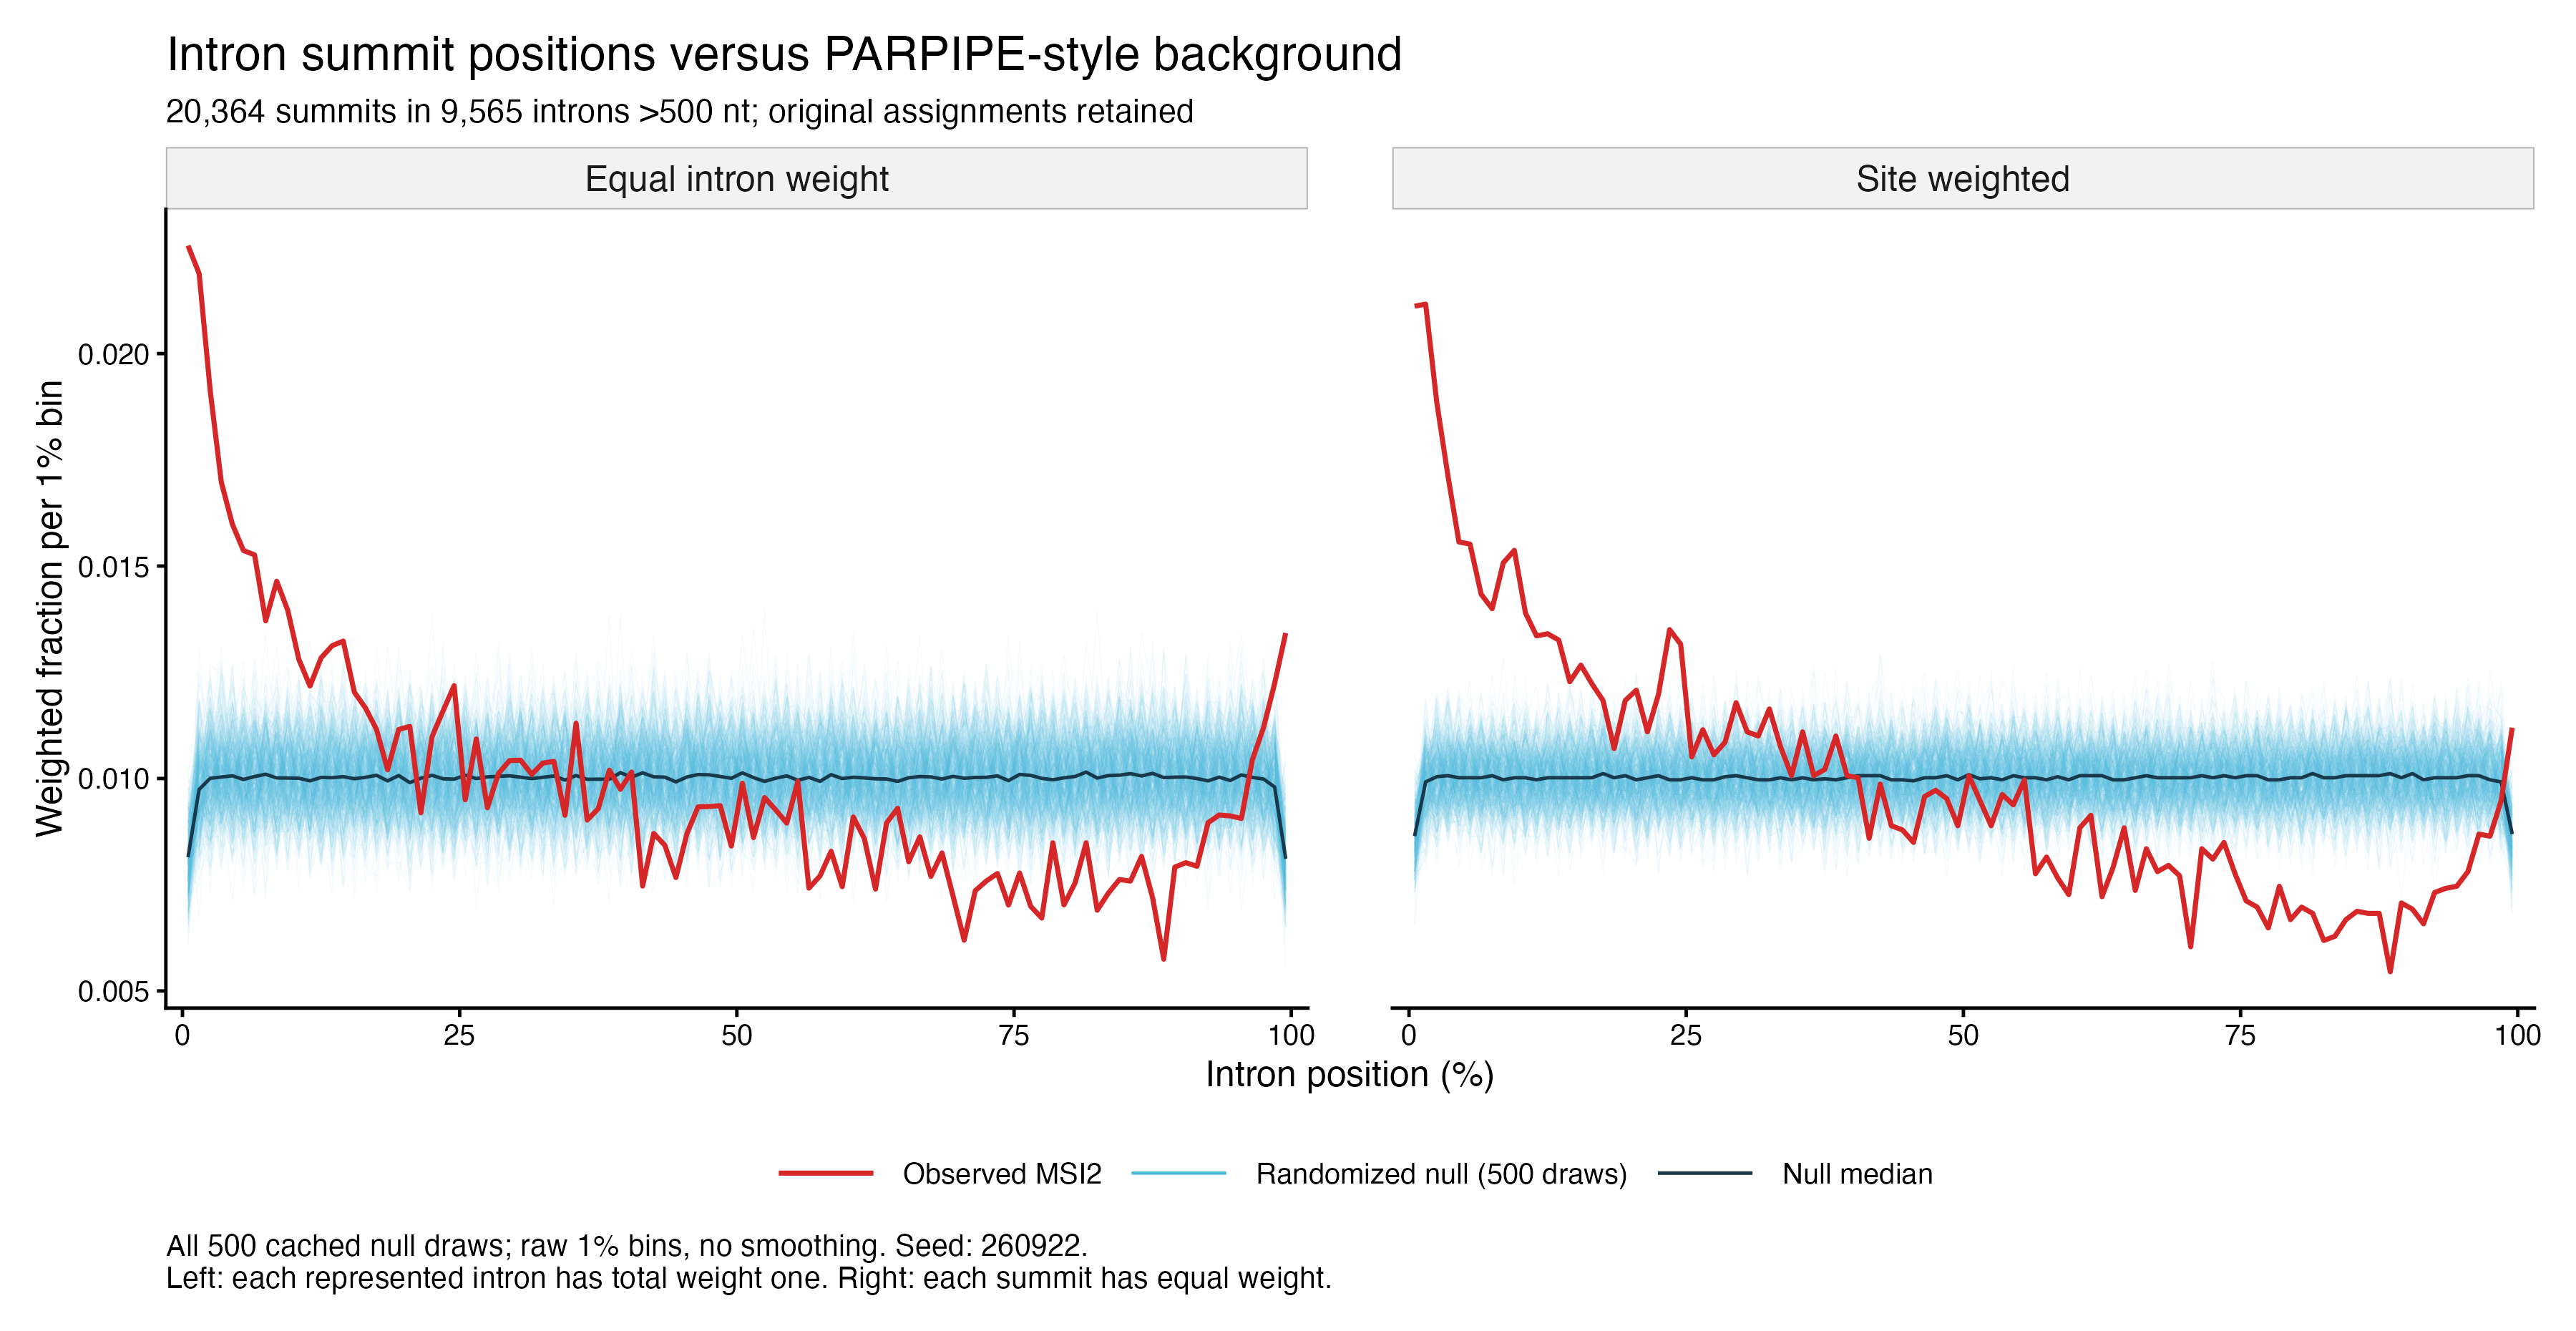 Intron summit positions versus PARPIPE-style background
20,364 summits in 9,565 introns >500 nt; original assignments retained
Equal intron weight
Site weighted
Weighted fraction per 1% bin
0.020
0.015
0.010
0.005
0 25 50 75 100
0 25 50 75 100
Intron position (%)
Observed MSI2 Randomized null (500 draws) Null median
All 500 cached null draws; raw 1% bins, no smoothing. Seed: 260922.
Left: each represented intron has total weight one. Right: each summit has equal weight.